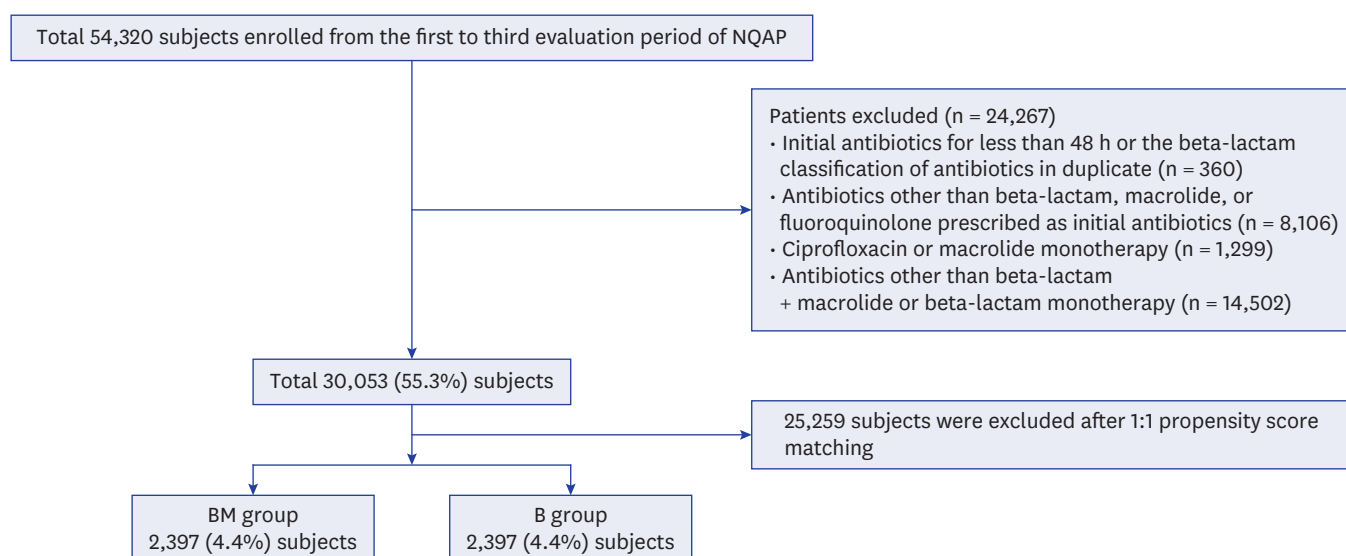 Total 54,320 subjects enrolled from the first to third evaluation period of NQAP
Patients excluded (n = 24,267)
· Initial antibiotics for less than 48 h or the beta-lactam
classification of antibiotics in duplicate (n = 360)
· Antibiotics other than beta-lactam, macrolide, or
fluoroquinolone prescribed as initial antibiotics (n = 8,106)
· Ciprofloxacin or macrolide monotherapy (n = 1,299)
· Antibiotics other than beta-lactam
+ macrolide or beta-lactam monotherapy (n = 14,502)
Total 30,053 (55.3%) subjects
25,259 subjects were excluded after 1:1 propensity score
matching
BM group
2,397 (4.4%) subjects
B group
2,397 (4.4%) subjects